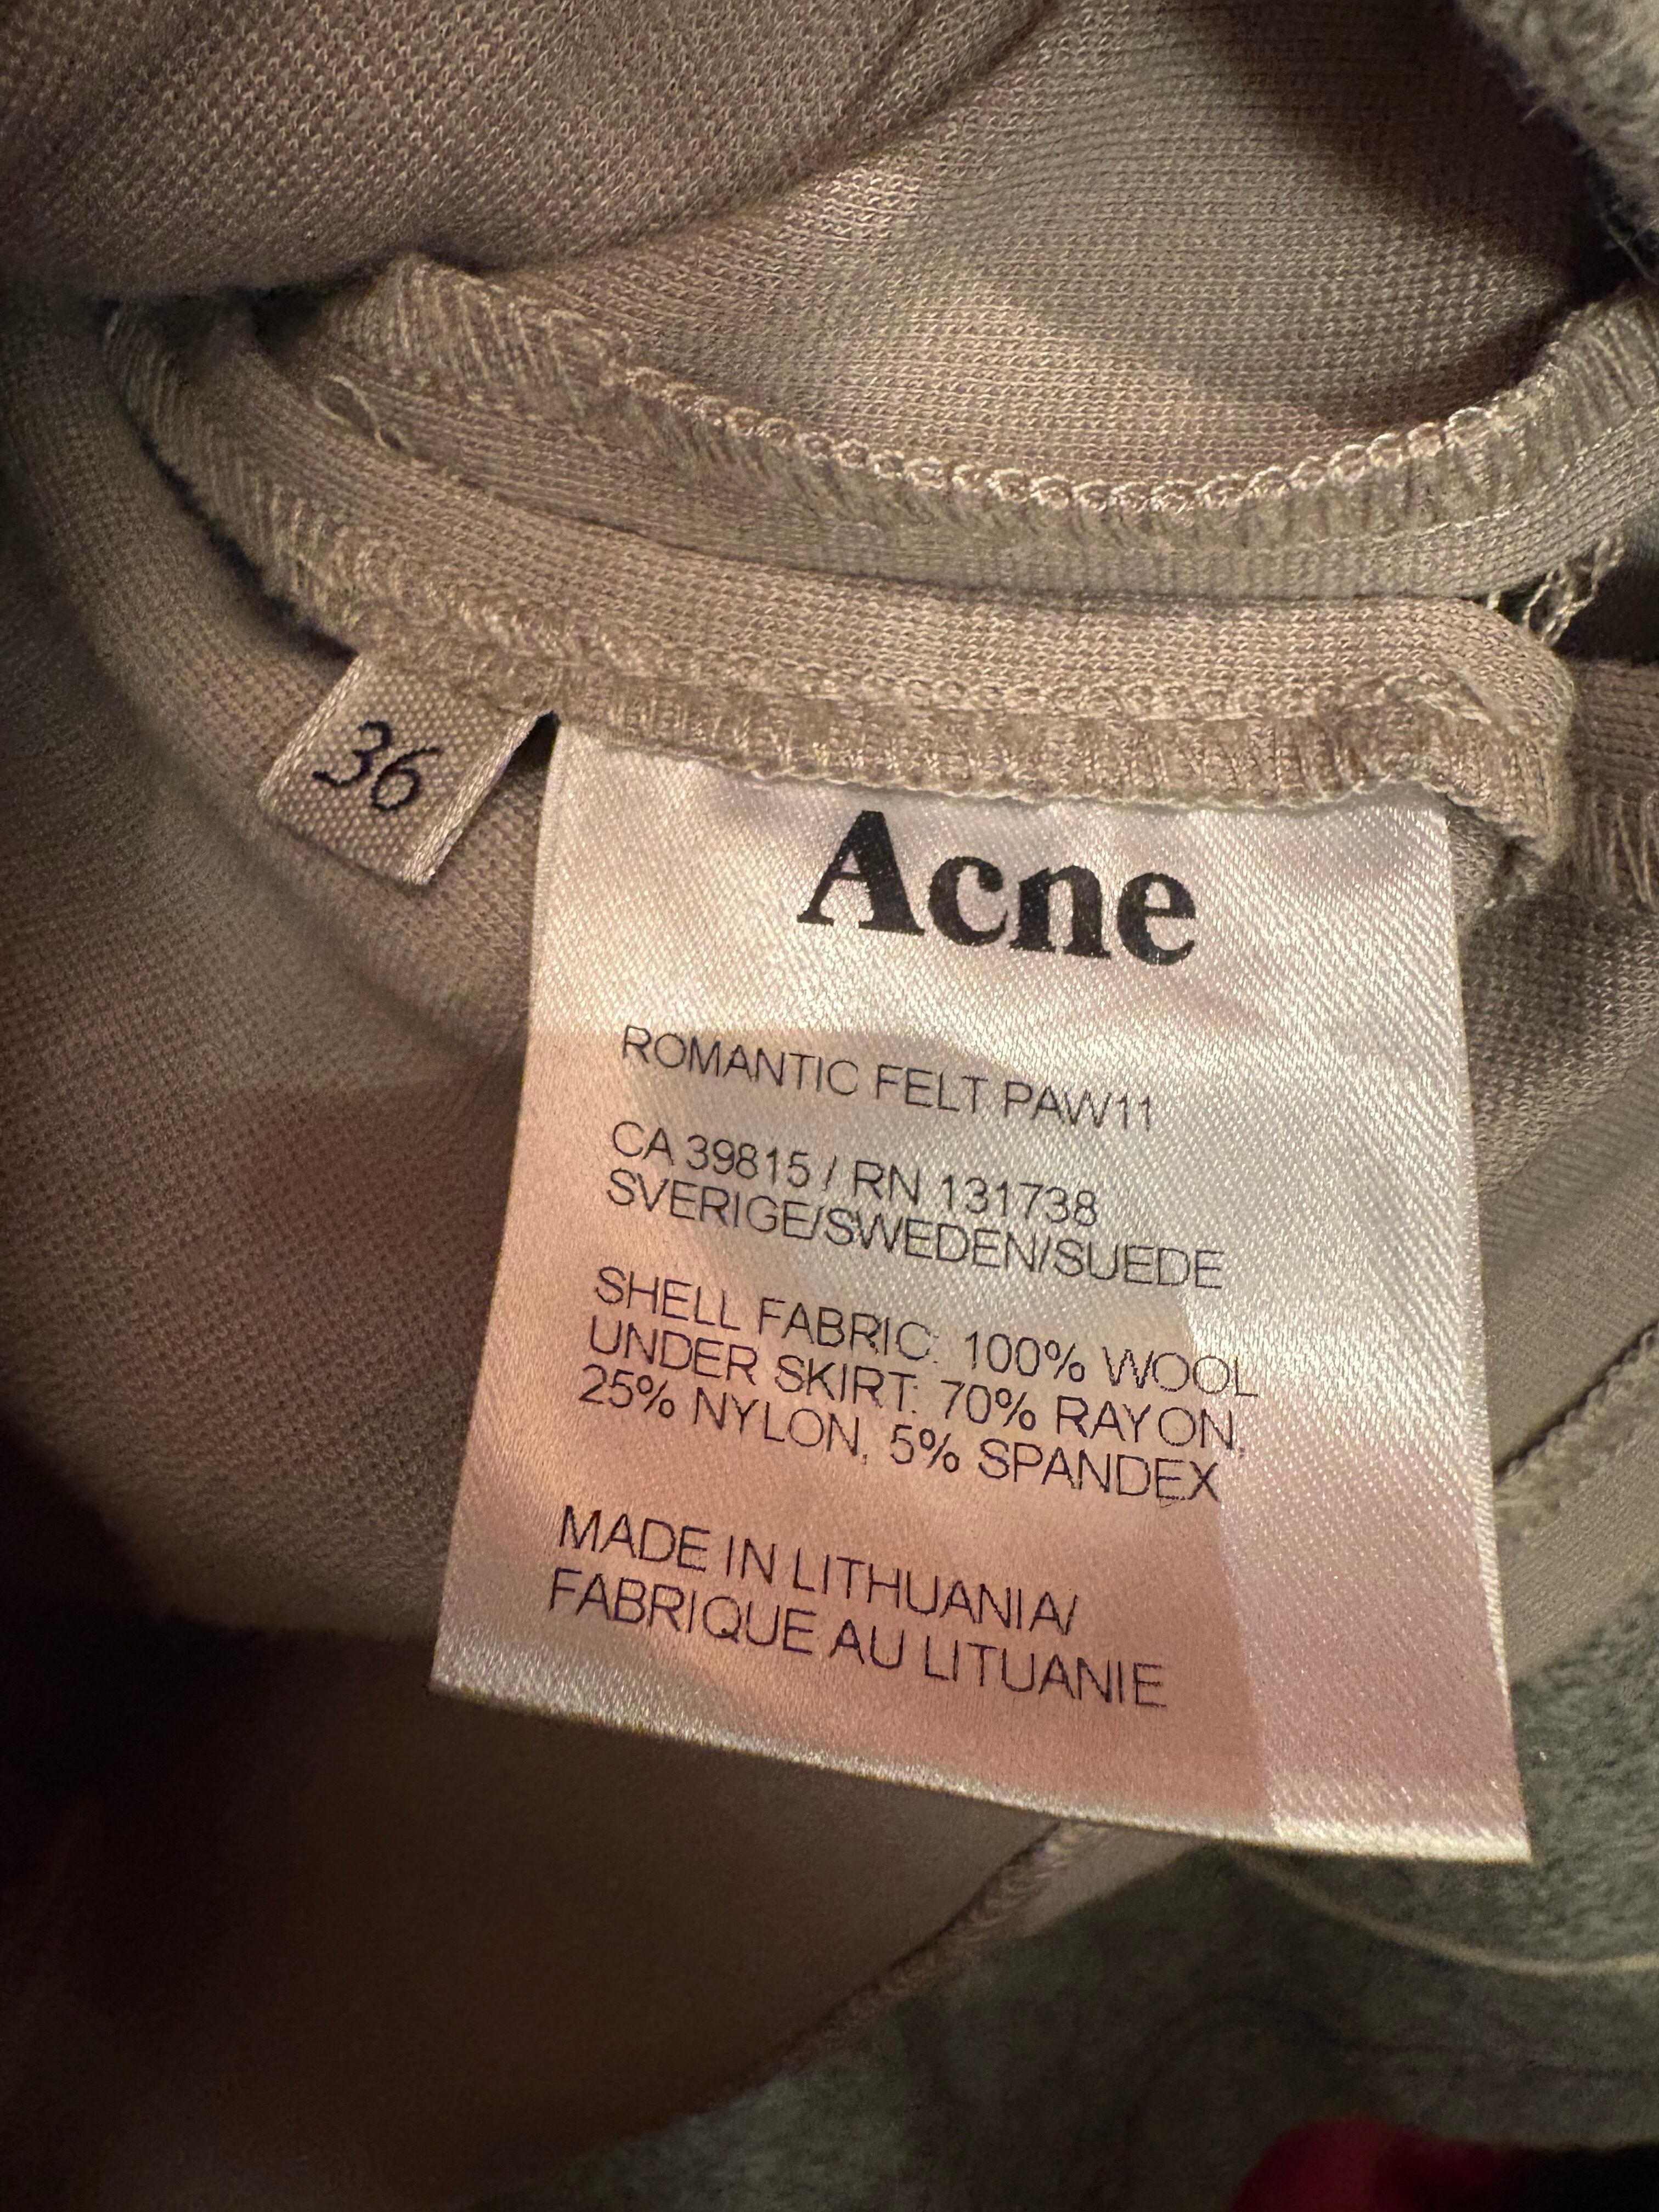 36
Acne
ROMANTIC FELT PAW11
CA 39815 / RN 131738
SVERIGE/SWEDEN/SUEDE
SHELL FABRIC: 100% WOOL
UNDER SKIRT: 70% RAYON,
25% NYLON, 5% SPANDEX
MADE IN LITHUANIA/
FABRIQUE AU LITUANIE